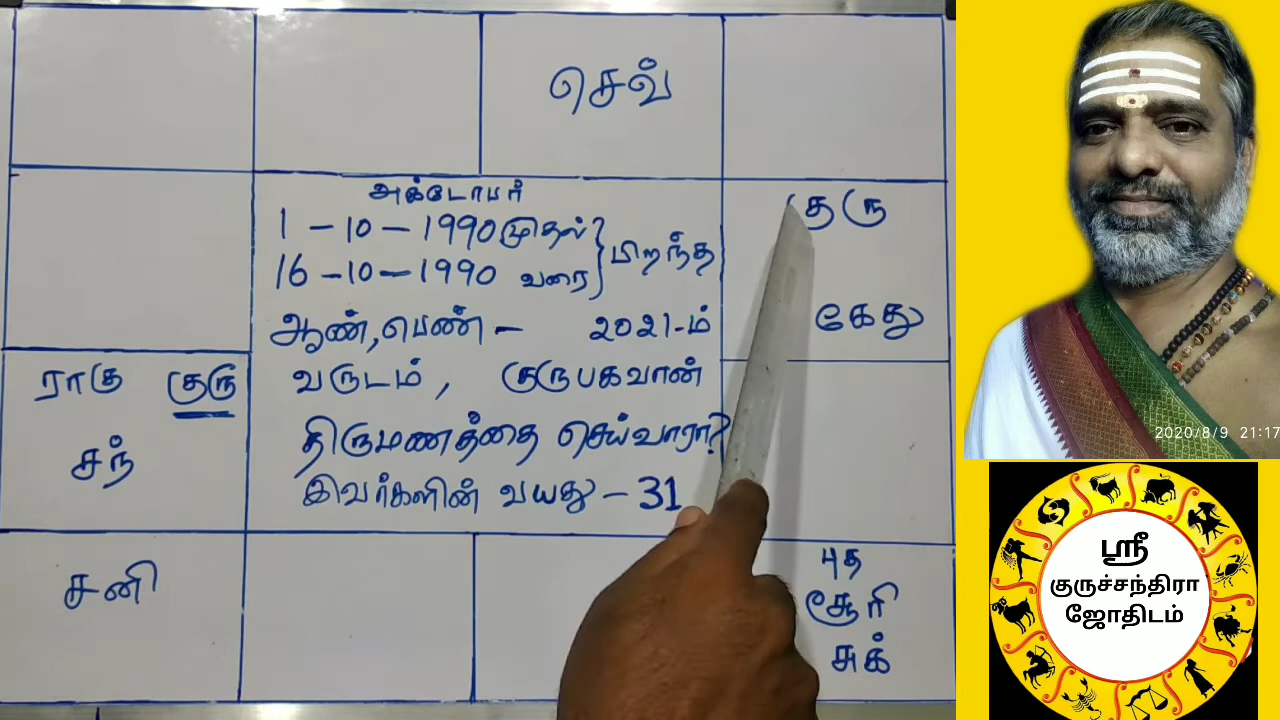 செவ்
அக்டோபர்
1 - 10 - 1990 முதல்
16 - 10 - 1990 வரை
பிறந்த
ஆண், பெண் - 2021-ம்
வருடம், குருபகவான்
திருமணத்தை செய்வாரா?
இவர்களின் வயது - 31
குரு
கேது
ராகு குரு
சந்
சனி
புத
சூரி
சுக்
2020/8/9 21:17
ஸ்ரீ
குருச்சந்திரா
ஜோதிடம்